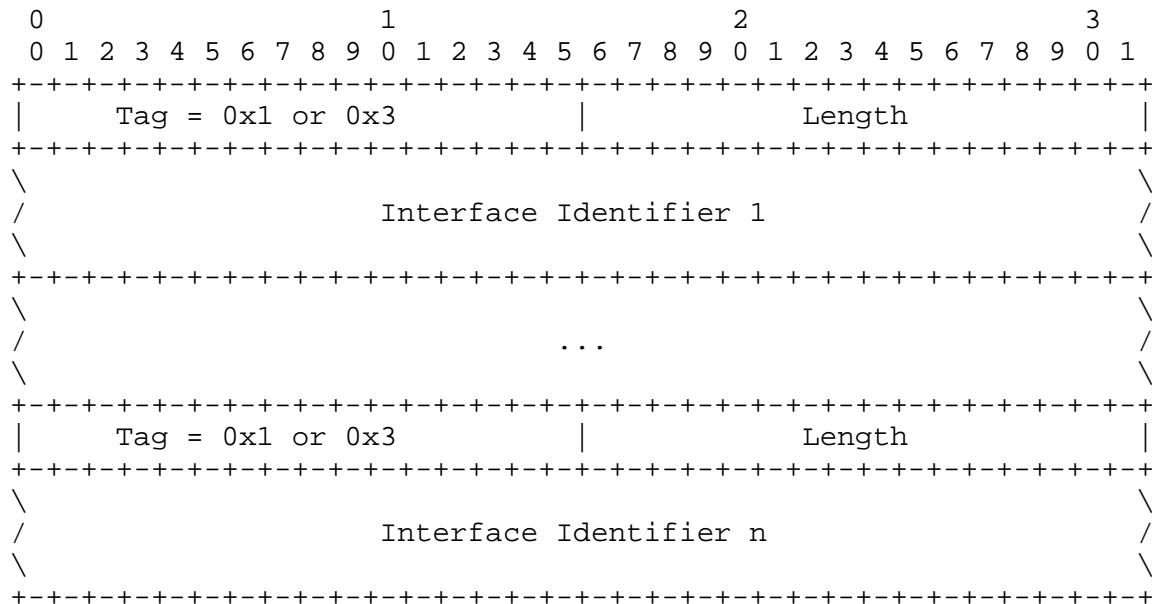 0                   1                   2                   3
 0 1 2 3 4 5 6 7 8 9 0 1 2 3 4 5 6 7 8 9 0 1 2 3 4 5 6 7 8 9 0 1
+-+-+-+-+-+-+-+-+-+-+-+-+-+-+-+-+-+-+-+-+-+-+-+-+-+-+-+-+-+-+-+-+
|     Tag = 0x1 or 0x3          |            Length             |
+-+-+-+-+-+-+-+-+-+-+-+-+-+-+-+-+-+-+-+-+-+-+-+-+-+-+-+-+-+-+-+-+
\                                                               \
/                    Interface Identifier 1                     /
\                                                               \
+-+-+-+-+-+-+-+-+-+-+-+-+-+-+-+-+-+-+-+-+-+-+-+-+-+-+-+-+-+-+-+-+
\                                                               \
/                              ...                              /
\                                                               \
+-+-+-+-+-+-+-+-+-+-+-+-+-+-+-+-+-+-+-+-+-+-+-+-+-+-+-+-+-+-+-+-+
|     Tag = 0x1 or 0x3          |            Length             |
+-+-+-+-+-+-+-+-+-+-+-+-+-+-+-+-+-+-+-+-+-+-+-+-+-+-+-+-+-+-+-+-+
\                                                               \
/                    Interface Identifier n                     /
\                                                               \
+-+-+-+-+-+-+-+-+-+-+-+-+-+-+-+-+-+-+-+-+-+-+-+-+-+-+-+-+-+-+-+-+